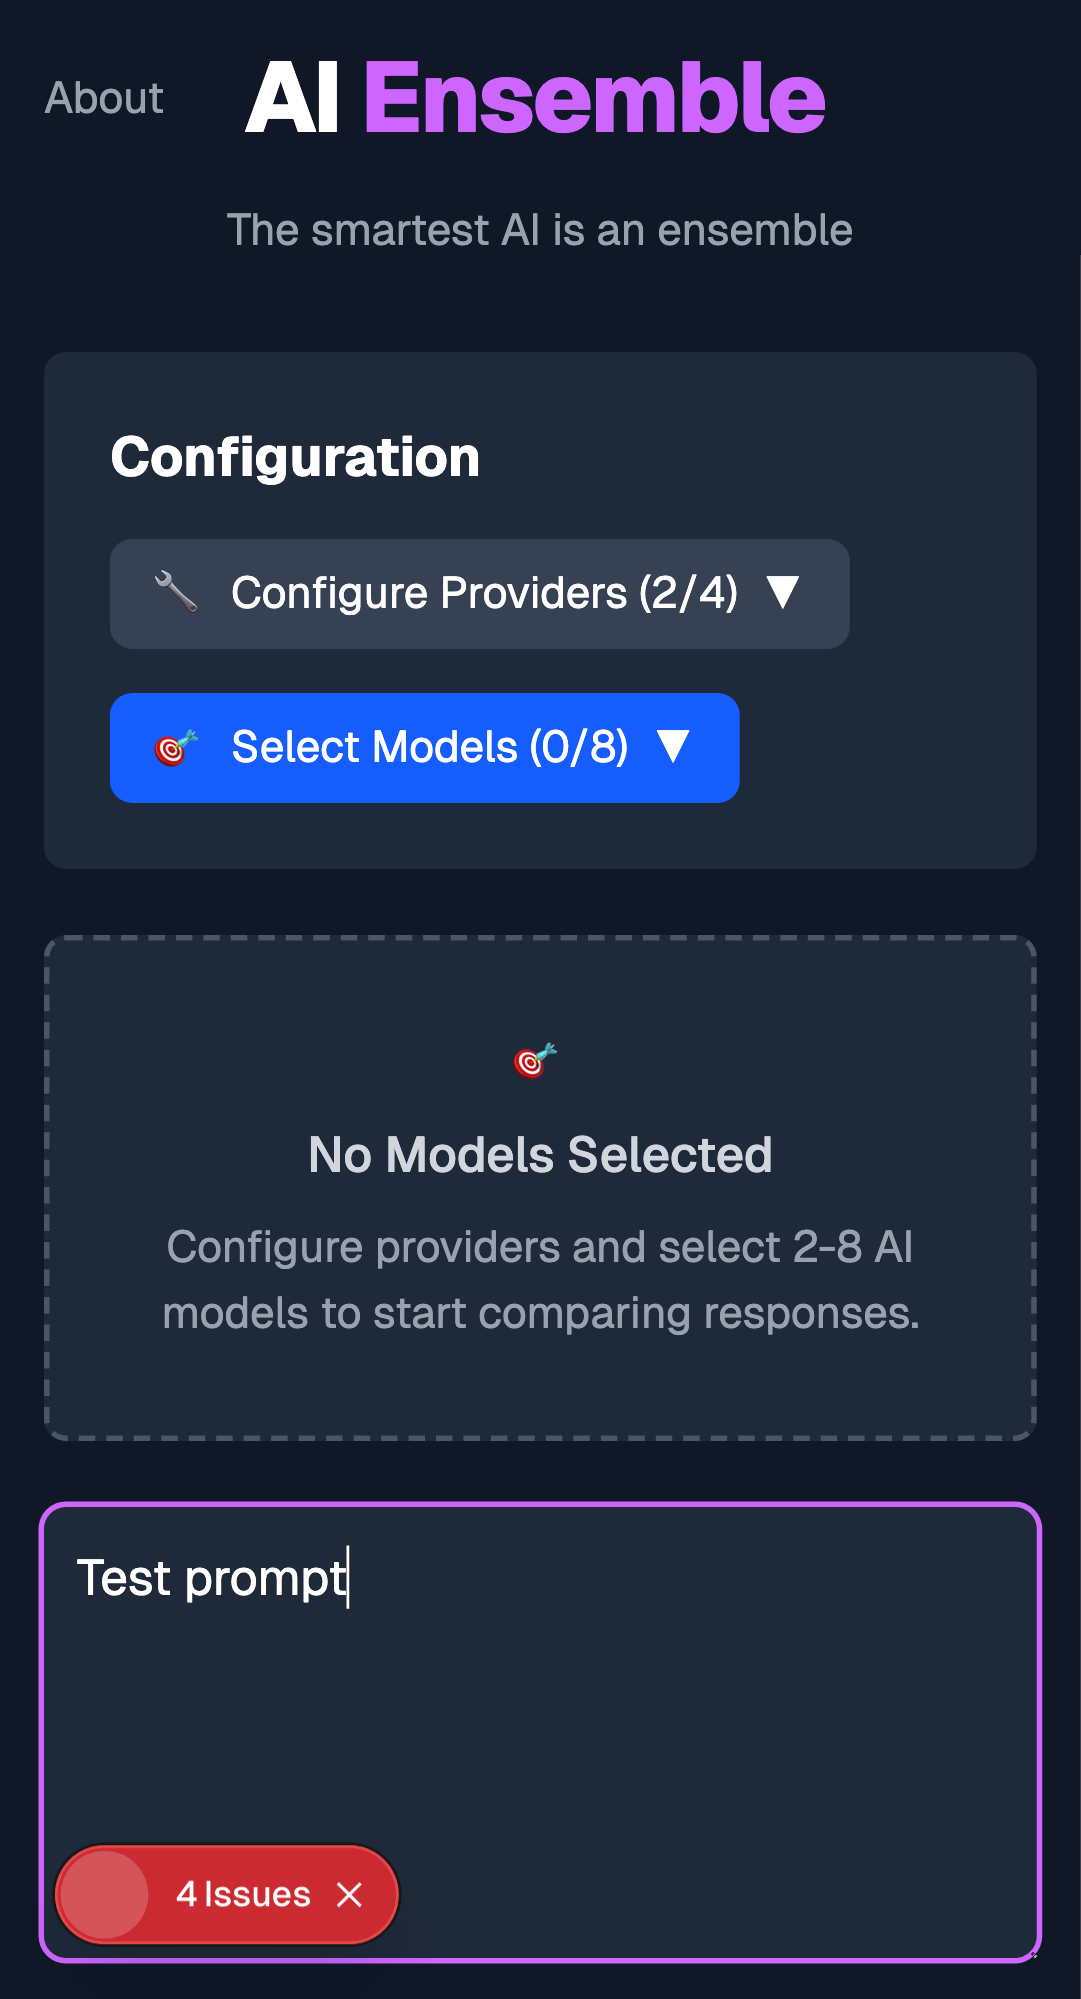 About
AI Ensemble
The smartest AI is an ensemble
Configuration
Configure Providers (2/4) ▼
Select Models (0/8) ▼
No Models Selected
Configure providers and select 2-8 AI
models to start comparing responses.
Test prompt
4 Issues